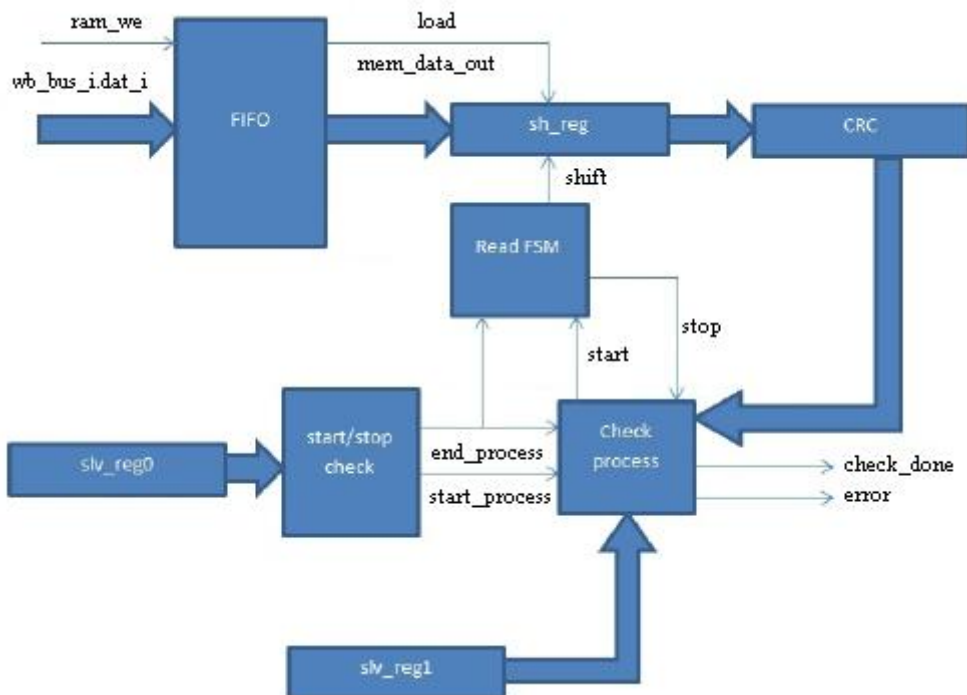 ram_we
load
wb_bus_i.dat_i
mem_data_out
FIFO
sh_reg
CRC
shift
Read FSM
stop
start
start/stop
check
Check
process
end_process
start_process
slv_reg0
check_done
error
slv_reg1